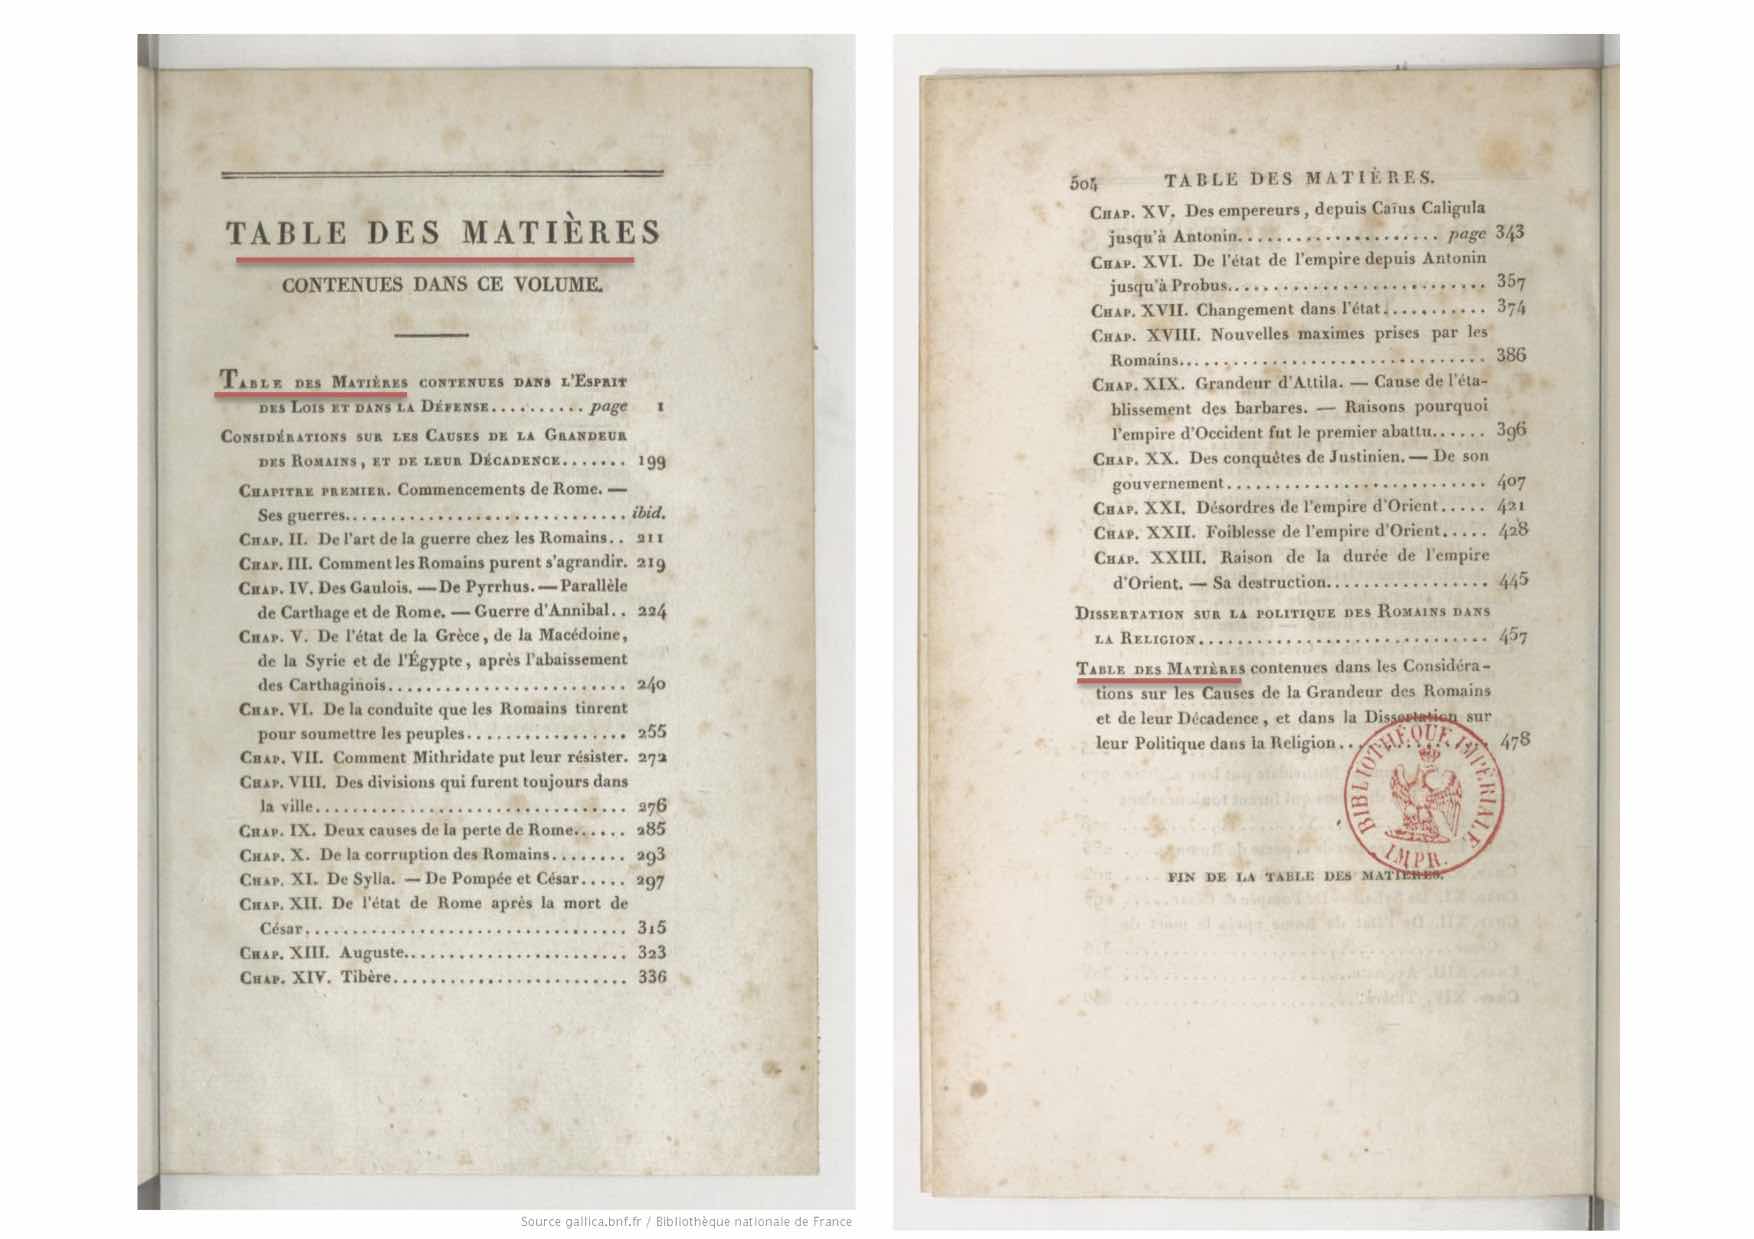 TABLE DES MATIÈRES
CONTENUES DANS CE VOLUME.
TABLE DES MATIÈRES CONTENUES DANS L'ESPRIT
DES LOIS ET DANS LA DÉFENSE.......... page 1
CONSIDÉRATIONS SUR LES CAUSES DE LA GRANDEUR
DES ROMAINS, ET DE LEUR DÉCADENCE....... 199
CHAPITRE PREMIER. Commencements de Rome. —
Ses guerres............................. ibid.
CHAP. II. De l'art de la guerre chez les Romains.. 211
CHAP. III. Comment les Romains purent s'agrandir. 219
CHAP. IV. Des Gaulois. — De Pyrrhus. — Parallèle
de Carthage et de Rome. — Guerre d'Annibal.. 224
CHAP. V. De l'état de la Grèce, de la Macédoine,
de la Syrie et de l'Égypte, après l'abaissement
des Carthaginois........................ 240
CHAP. VI. De la conduite que les Romains tinrent
pour soumettre les peuples................ 255
CHAP. VII. Comment Mithridate put leur résister. 272
CHAP. VIII. Des divisions qui furent toujours dans
la ville................................ 276
CHAP. IX. Deux causes de la perte de Rome...... 285
CHAP. X. De la corruption des Romains........ 293
CHAP. XI. De Sylla. — De Pompée et César..... 297
CHAP. XII. De l'état de Rome après la mort de
César................................. 315
CHAP. XIII. Auguste........................ 323
CHAP. XIV. Tibère......................... 336
Source gallica.bnf.fr / Bibliothèque nationale de France
504 TABLE DES MATIÈRES.
CHAP. XV. Des empereurs, depuis Caïus Caligula
jusqu'à Antonin..................... page 343
CHAP. XVI. De l'état de l'empire depuis Antonin
jusqu'à Probus.......................... 357
CHAP. XVII. Changement dans l'état........... 374
CHAP. XVIII. Nouvelles maximes prises par les
Romains................................ 386
CHAP. XIX. Grandeur d'Attila. — Cause de l'éta-
blissement des barbares. — Raisons pourquoi
l'empire d'Occident fut le premier abattu...... 396
CHAP. XX. Des conquêtes de Justinien. — De son
gouvernement.......................... 407
CHAP. XXI. Désordres de l'empire d'Orient..... 421
CHAP. XXII. Foiblesse de l'empire d'Orient..... 428
CHAP. XXIII. Raison de la durée de l'empire
d'Orient. — Sa destruction................. 445
DISSERTATION SUR LA POLITIQUE DES ROMAINS DANS
LA RELIGION............................. 457
TABLE DES MATIÈRES contenues dans les Considéra-
tions sur les Causes de la Grandeur des Romains
et de leur Décadence, et dans la Dissertation sur
leur Politique dans la Religion.............. 478
BIBLIOTHÈQUE IMPÉRIALE
IMPR.
FIN DE LA TABLE DES MATIÈRES.